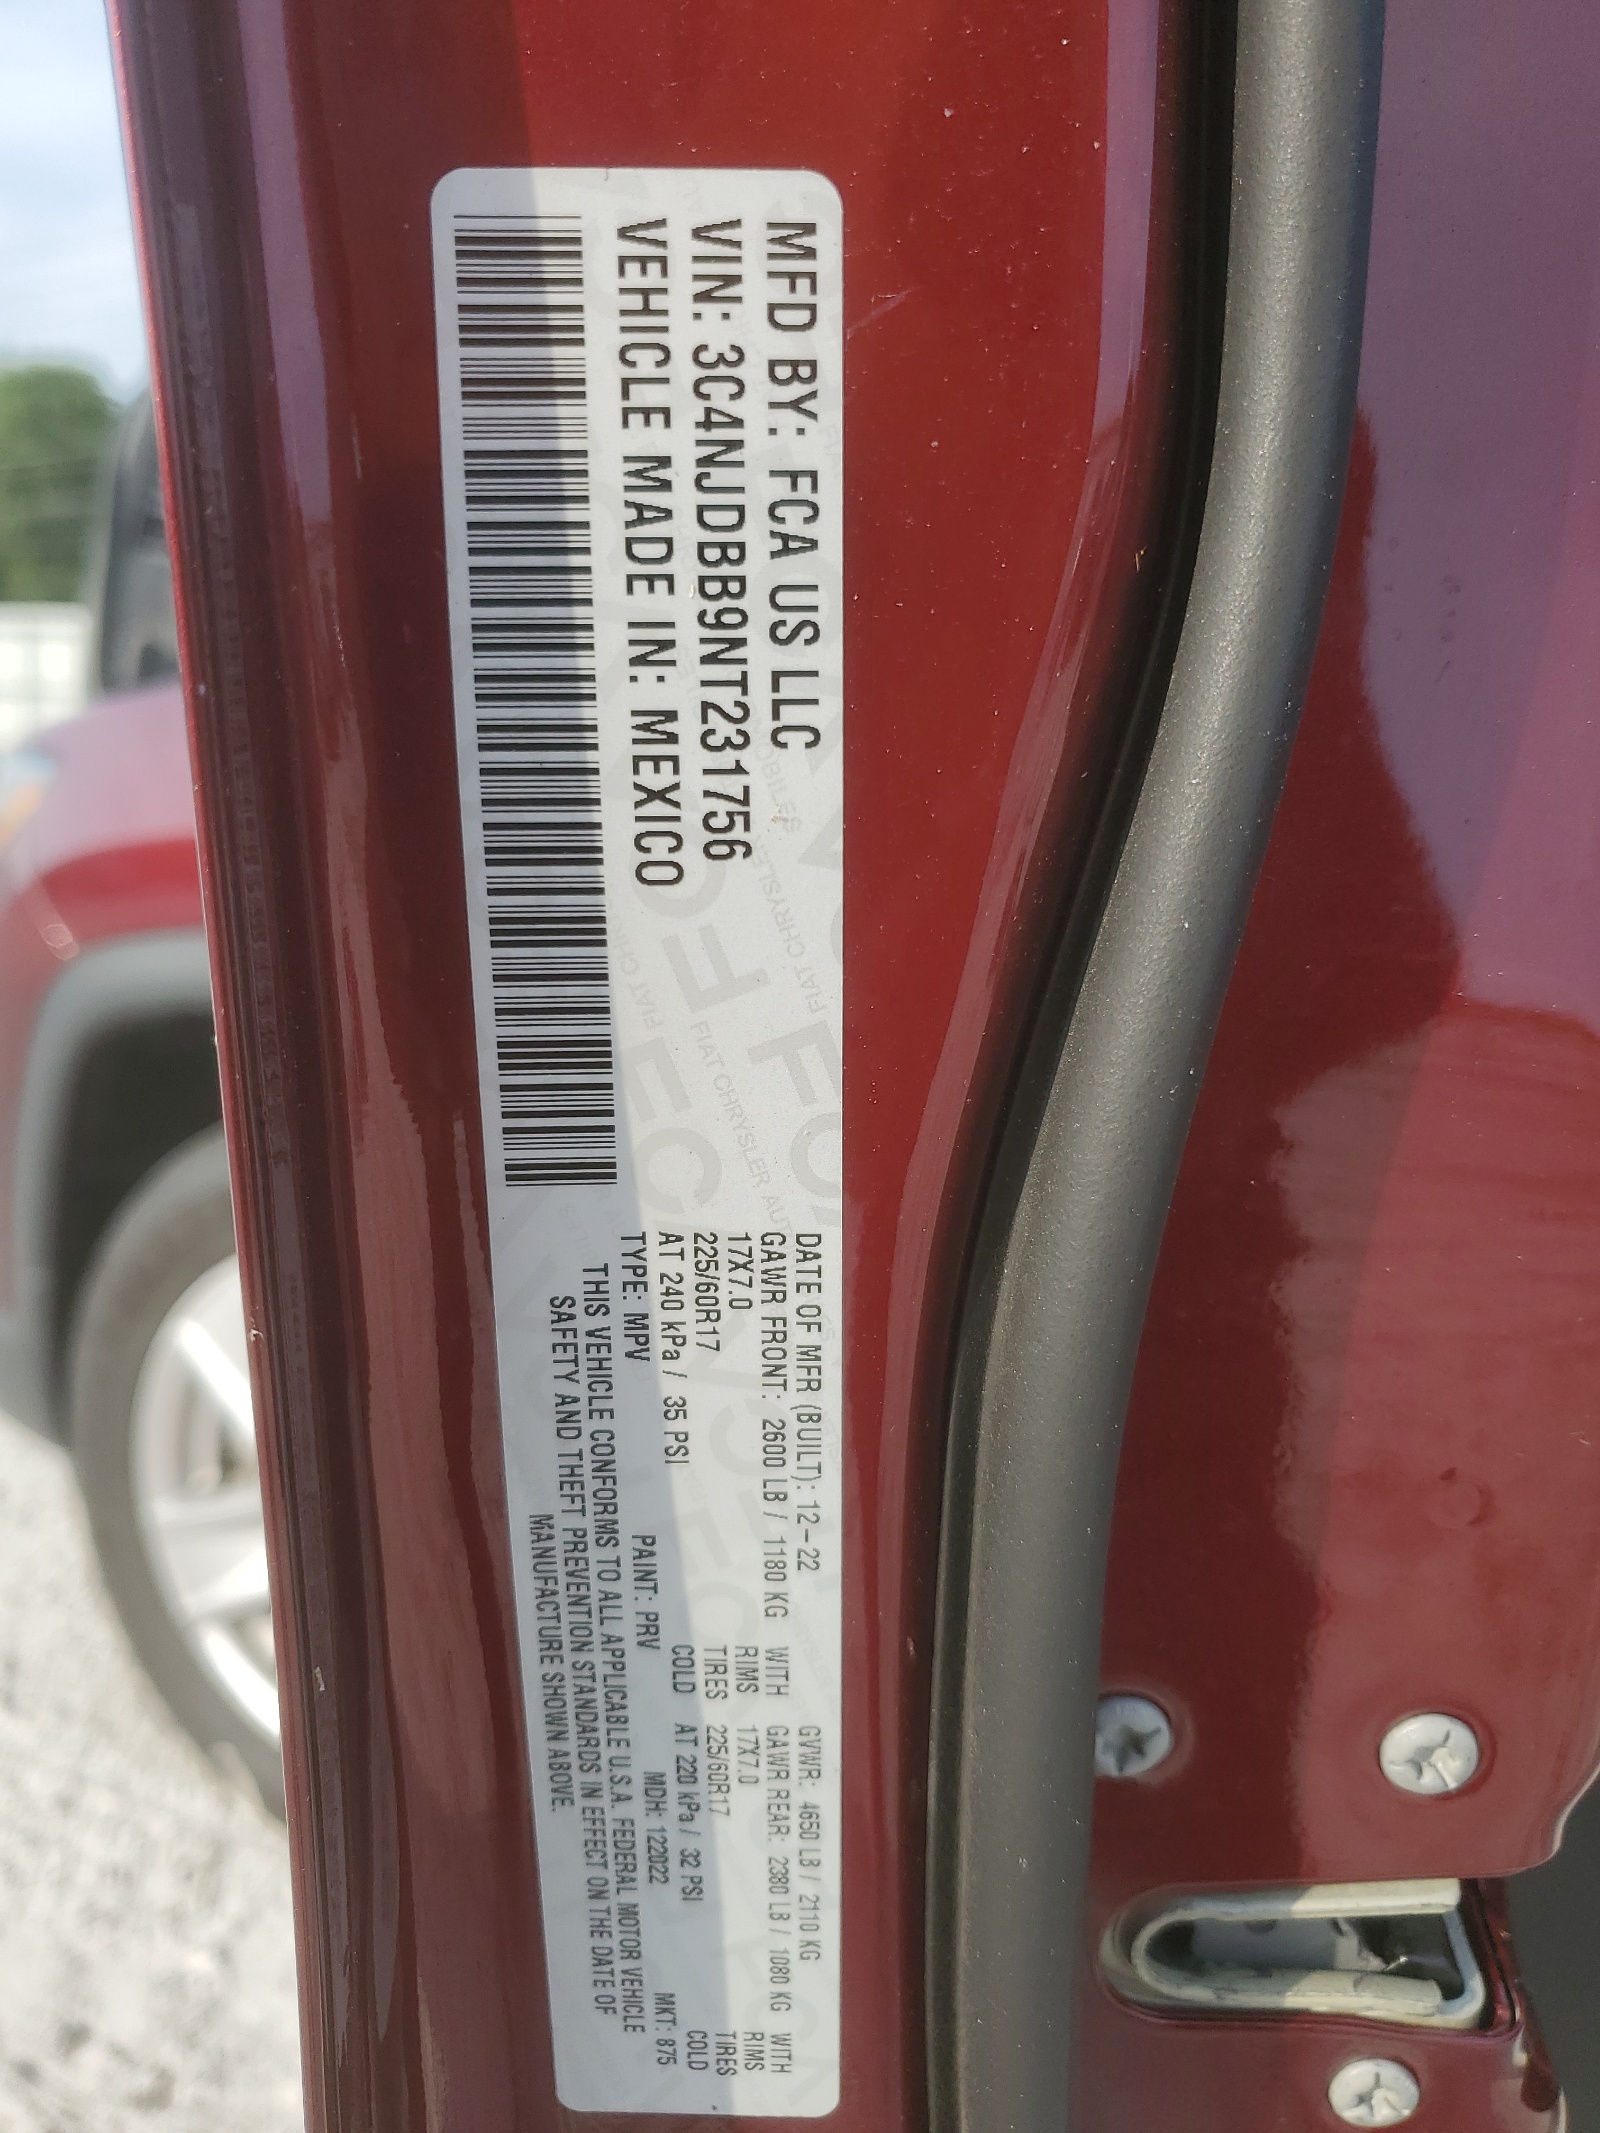 MFD BY: FCA US LLC
VIN: 3C4NJDBB9NT231756
VEHICLE MADE IN: MEXICO
DATE OF MFR (BUILT): 12-22 GVWR: 4650 LB / 2110 KG
GAWR FRONT: 2600 LB / 1180 KG WITH GAWR REAR: 2380 LB / 1080 KG WITH
17X7.0 RIMS 17X7.0 RIMS
225/60R17 TIRES 225/60R17 TIRES
AT 240 kPa / 35 PSI COLD AT 220 kPa / 32 PSI COLD
TYPE: MPV PAINT: PRV MDH: 122022 MKT: 875
THIS VEHICLE CONFORMS TO ALL APPLICABLE U.S.A. FEDERAL MOTOR VEHICLE
SAFETY AND THEFT PREVENTION STANDARDS IN EFFECT ON THE DATE OF
MANUFACTURE SHOWN ABOVE.